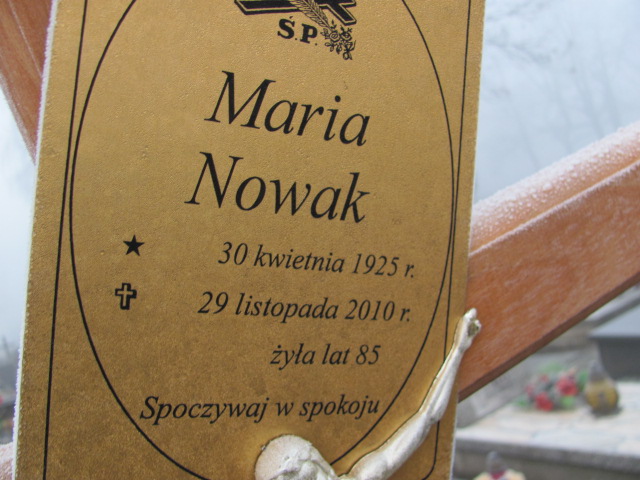 Ś.P.
Maria
Nowak
30 kwietnia 1925 r.
29 listopada 2010 r.
żyła lat 85
Spoczywaj w spokoju